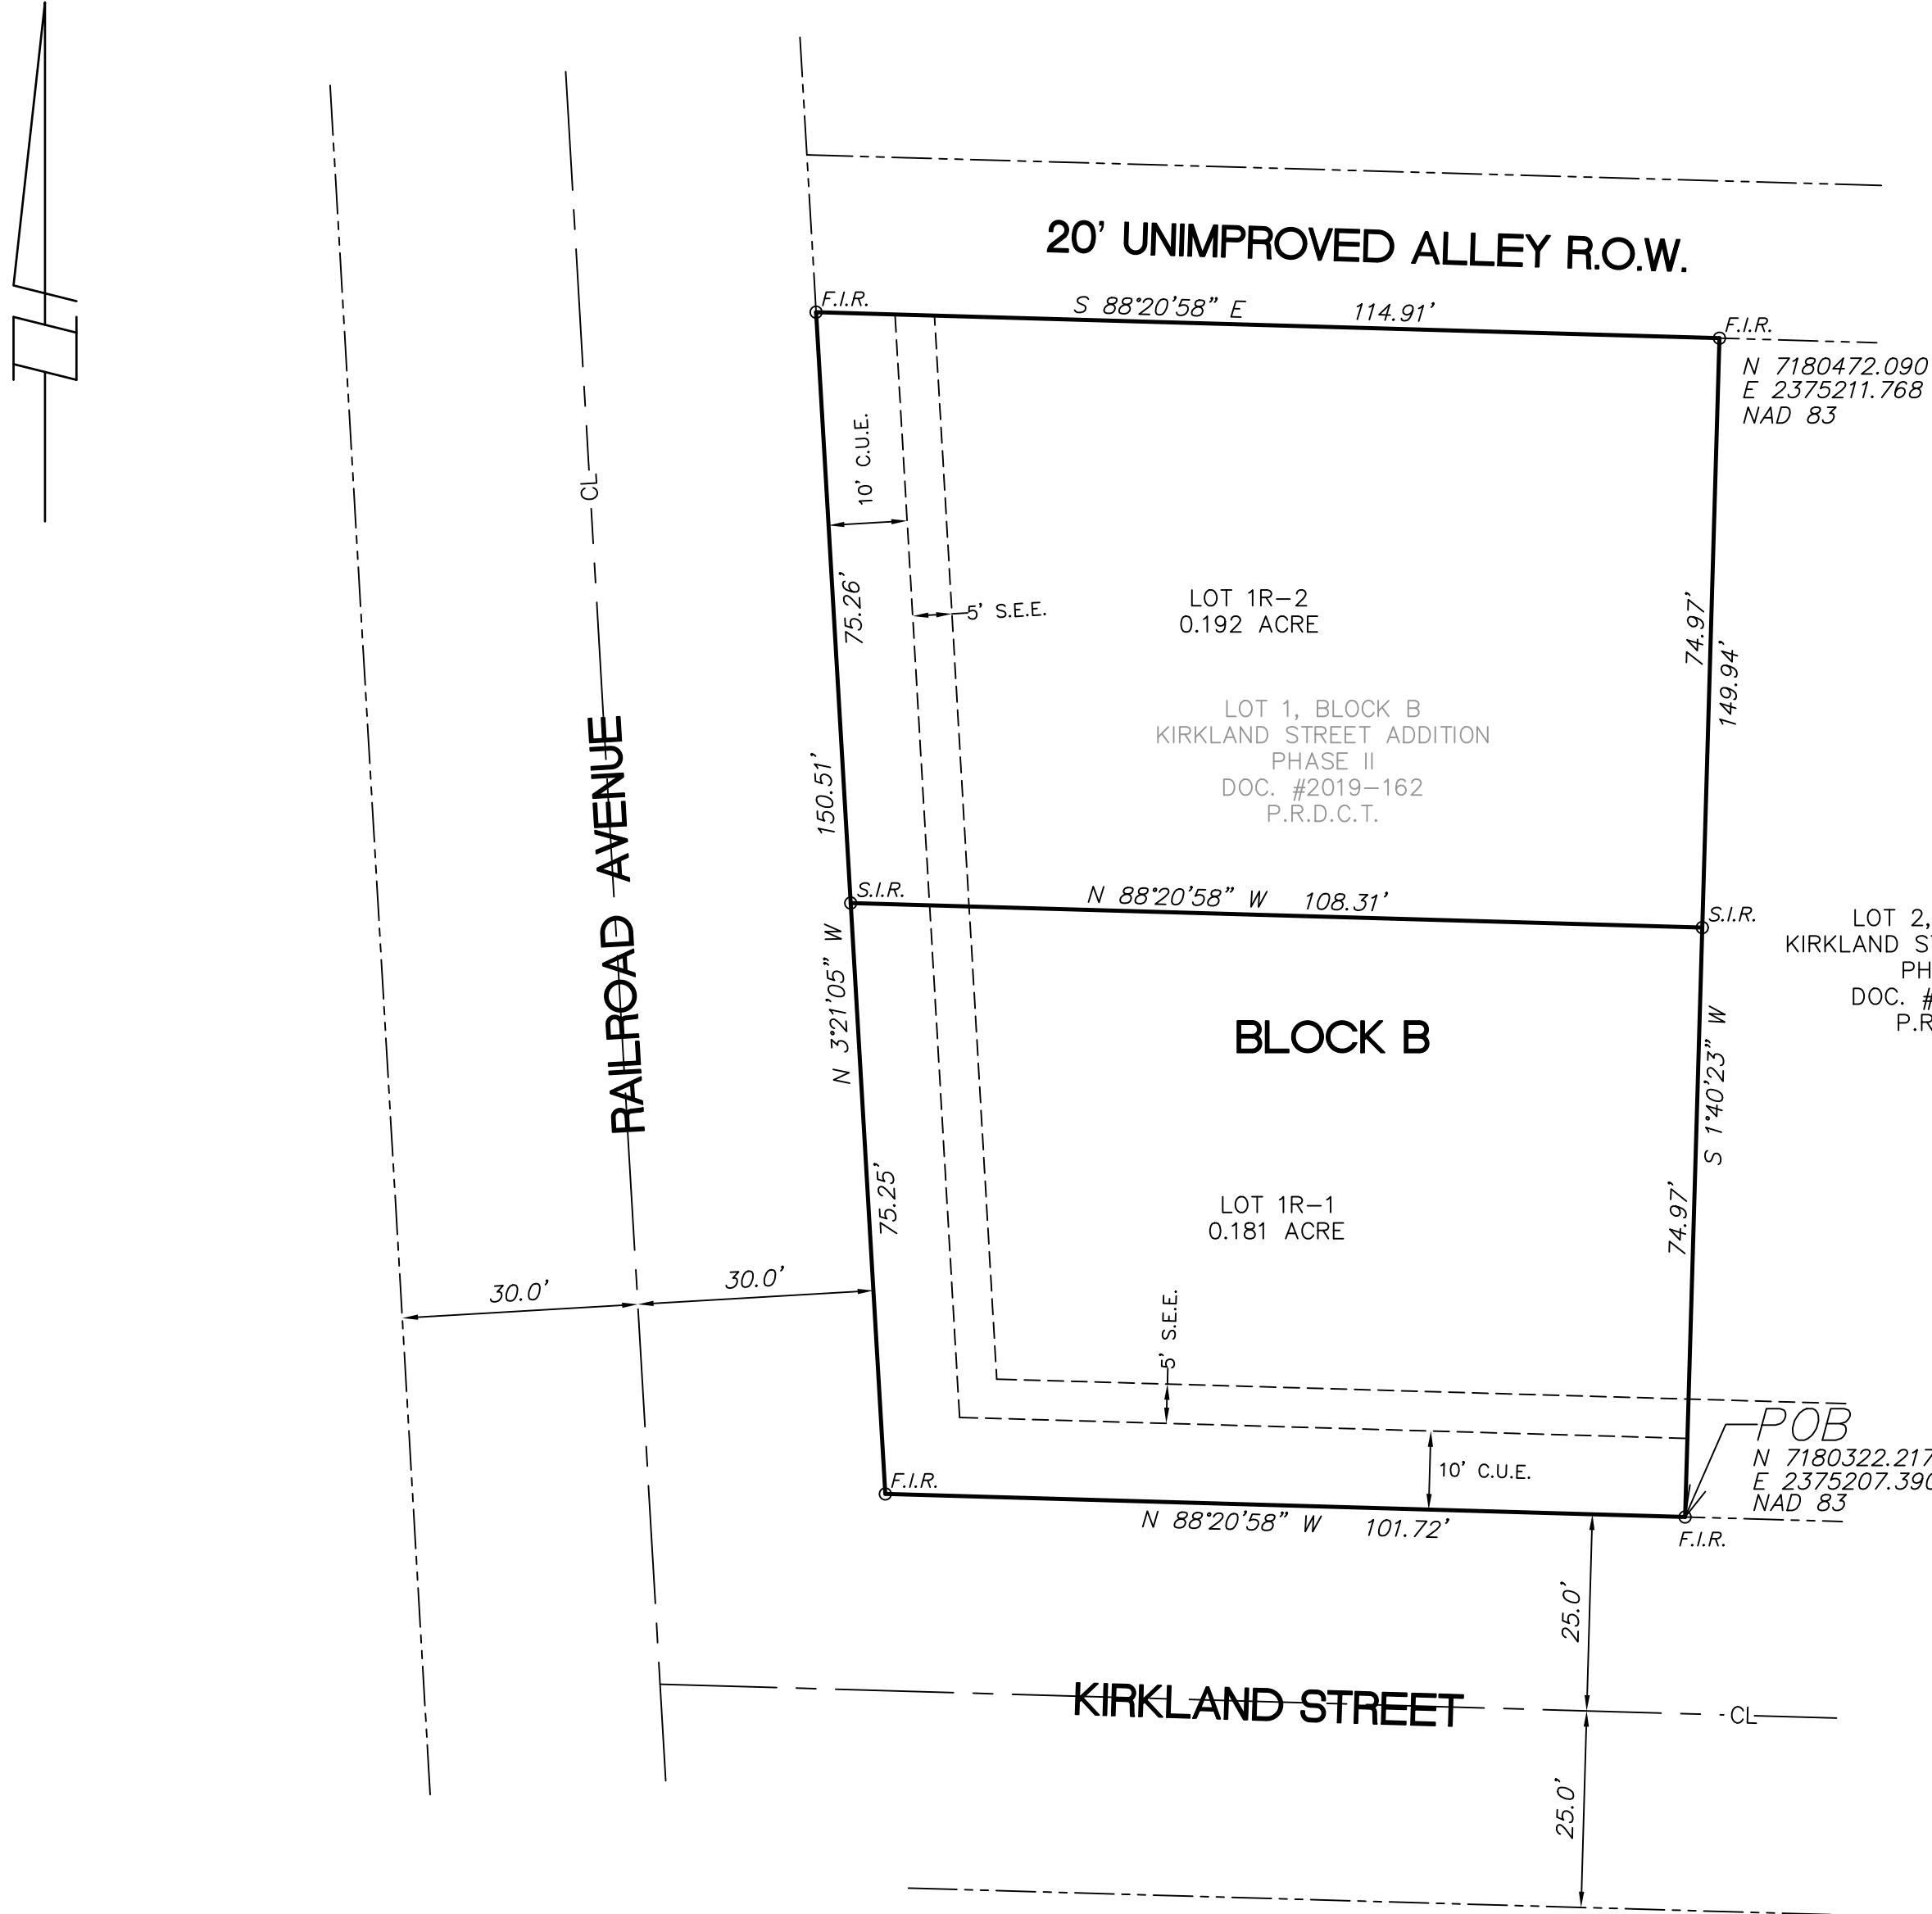 20' UNIMPROVED ALLEY R.O.W.
F.I.R.
S 88°20'58" E 114.91'
F.I.R.
N 7180472.090
E 2375211.768
NAD 83
CL
10' C.U.E.
75.26'
5' S.E.E.
LOT 1R-2
0.192 ACRE
74.97'
149.94'
LOT 1, BLOCK B
KIRKLAND STREET ADDITION
PHASE II
DOC. #2019-162
P.R.D.C.T.
150.51'
RAILROAD AVENUE
S.I.R.
N 88°20'58" W 108.31'
S.I.R.
LOT 2,
KIRKLAND
DOC.
N 3°21'05" W
BLOCK B
S 1°40'23" W
75.25'
LOT 1R-1
0.181 ACRE
74.97'
30.0'
30.0'
5' S.E.E.
POB
N 7180322.217
E 2375207.390
NAD 83
10' C.U.E.
F.I.R.
N 88°20'58" W 101.72'
F.I.R.
25.0'
KIRKLAND STREET
CL
25.0'